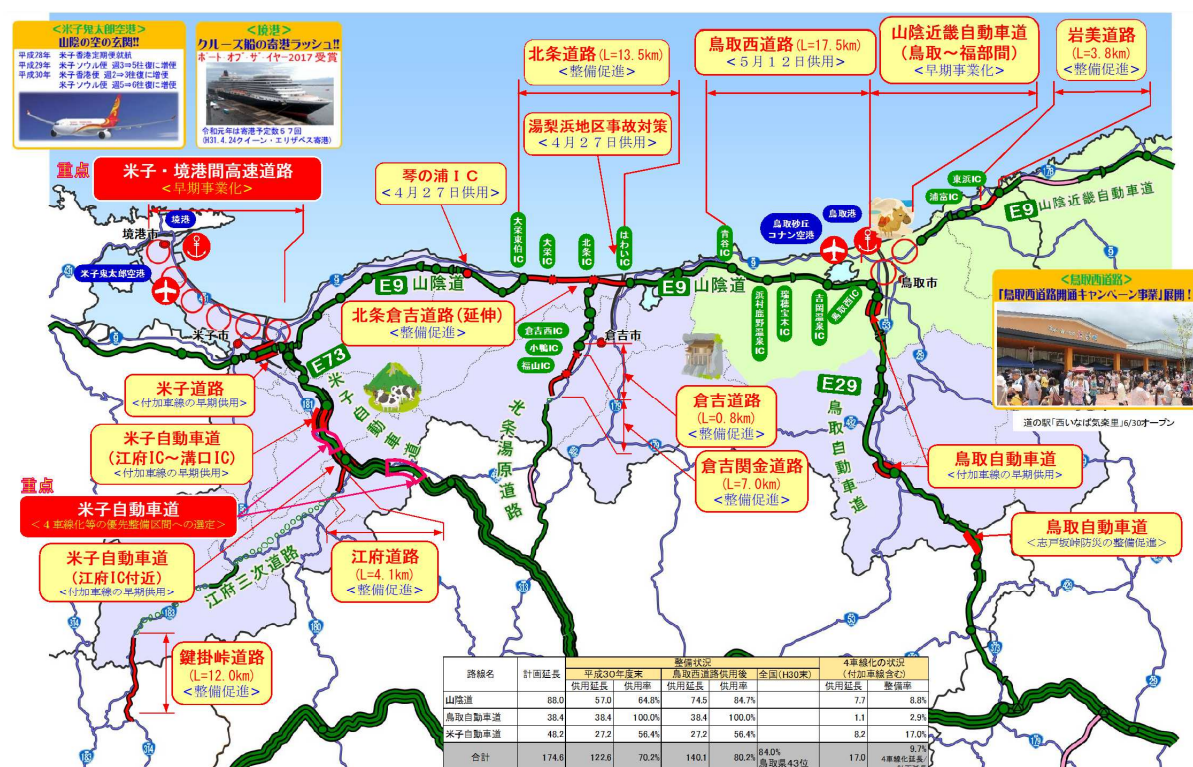 <米子鬼太郎空港>
山陰の空の玄関!!
平成28年 米子香港定期便就航
平成29年 米子ソウル便 週3⇒5往復に増便
平成30年 米子香港便 週2⇒3往復に増便
米子ソウル便 週5⇒6往復に増便
<境港>
クルーズ船の寄港ラッシュ!!
ポート オブ ザ イヤー2017 受賞
令和元年は寄港予定数57回
(H31.4.24クイーン・エリザベス寄港)
北条道路(L=13.5km)
<整備促進>
鳥取西道路(L=17.5km)
<5月12日供用>
山陰近畿自動車道
(鳥取～福部間)
<早期事業化>
岩美道路
(L=3.8km)
<整備促進>
湯梨浜地区事故対策
<4月27日供用>
重点
米子・境港間高速道路
<早期事業化>
琴の浦IC
<4月27日供用>
境港
境港市
米子鬼太郎空港
米子市
大栄東伯IC
大栄IC
北条IC
はわいIC
青谷IC
鳥取砂丘
コナン空港
鳥取港
東浜IC
浦富IC
178
E9 山陰近畿自動車道
E9 山陰道
E9 山陰道
鳥取市
浜村鹿野温泉IC
瑞穂宝木IC
吉岡温泉IC
鳥取西IC
<鳥取西道路>
「鳥取西道路開通キャンペーン事業」展開!
道の駅「西いなば気楽里」6/30オープン
北条倉吉道路(延伸)
<整備促進>
倉吉西IC
小鴨IC
福山IC
倉吉市
E73
米子自動車道
E29
鳥取自動車道
北条湯原道路
米子道路
<付加車線の早期供用>
181
米子自動車道
(江府IC～溝口IC)
<付加車線の早期供用>
倉吉道路
(L=0.8km)
<整備促進>
倉吉関金道路
(L=7.0km)
<整備促進>
鳥取自動車道
<付加車線の早期供用>
重点
米子自動車道
<4車線化等の優先整備区間への選定>
鳥取自動車道
<志戸坂峠防災の整備促進>
米子自動車道
(江府IC付近)
<付加車線の早期供用>
江府三次道路
江府道路
(L=4.1km)
<整備促進>
183
鍵掛峠道路
(L=12.0km)
<整備促進>
314
180
313
53
373
路線名 計画延長 整備状況 4車線化の状況
(付加車線含む)
平成30年度末 鳥取西道路供用後 全国(H30末)
供用延長 供用率 供用延長 供用率 供用延長 整備率
山陰道 88.0 57.0 64.8% 74.5 84.7% 7.7 8.8%
鳥取自動車道 38.4 38.4 100.0% 38.4 100.0% 1.1 2.9%
米子自動車道 48.2 27.2 56.4% 27.2 56.4% 8.2 17.0%
合計 174.6 122.6 70.2% 140.1 80.2% 84.0%
鳥取県43位 17.0 9.7%
4車線化延長/